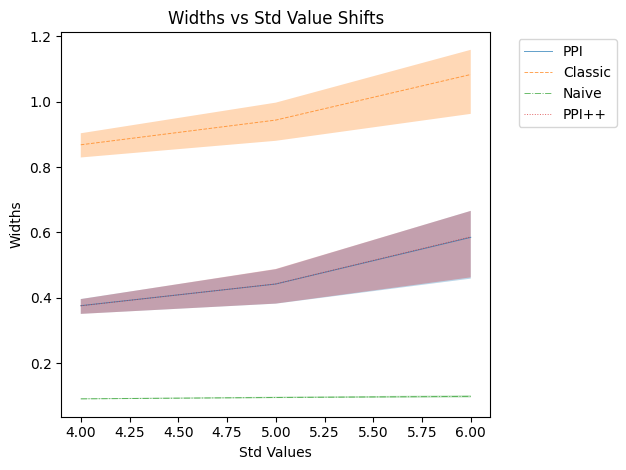 Widths vs Std Value Shifts
PPI
Classic
Naive
PPI++
1.2
1.0
0.8
0.6
0.4
0.2
Widths
4.00 4.25 4.50 4.75 5.00 5.25 5.50 5.75 6.00
Std Values